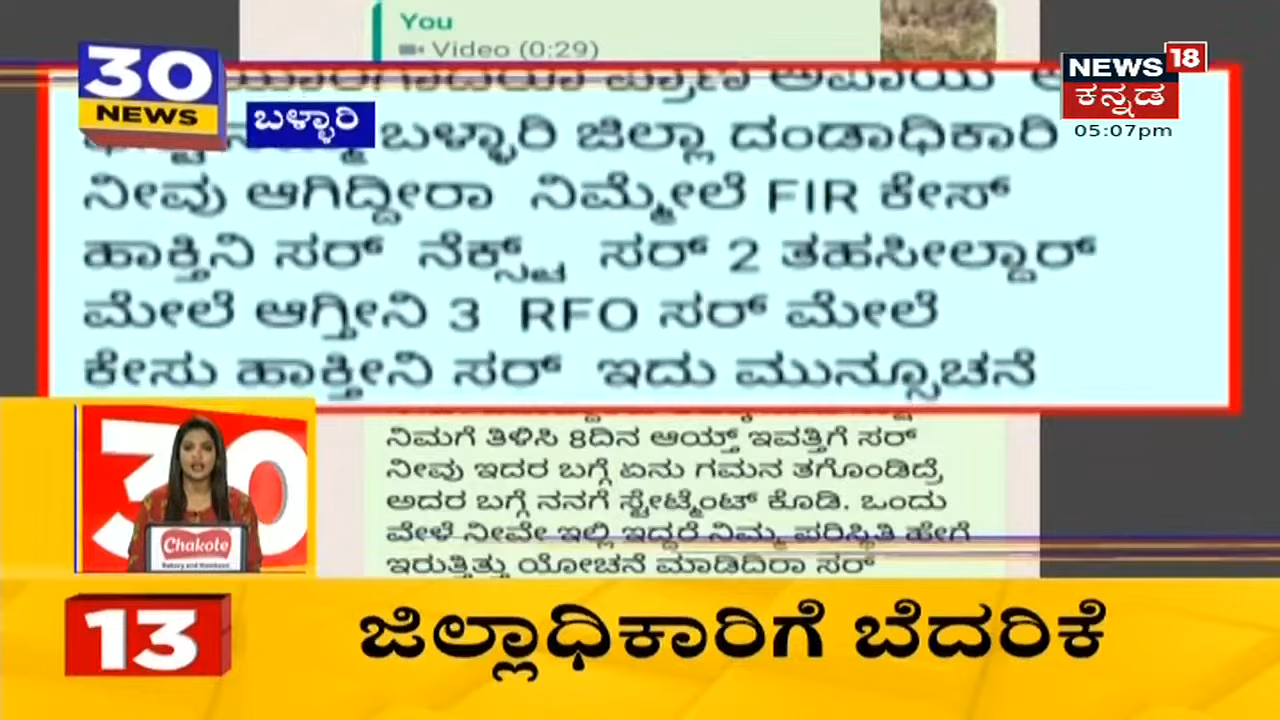 You
Video (0:29)
30
NEWS
ಬಳ್ಳಾರಿ
NEWS 18
ಕನ್ನಡ
05:07pm
ಪ್ರಾಣ ಅಪಾಯ
ಬಳ್ಳಾರಿ ಜಿಲ್ಲಾ ದಂಡಾಧಿಕಾರಿ
ನೀವು ಆಗಿದ್ದೀರಾ ನಿಮ್ಮೇಲೆ FIR ಕೇಸ್
ಹಾಕ್ತಿನಿ ಸರ್ ನೆಕ್ಸ್ಟ್ ಸರ್ 2 ತಹಸೀಲ್ದಾರ್
ಮೇಲೆ ಆಗ್ತೀನಿ 3 RFO ಸರ್ ಮೇಲೆ
ಕೇಸು ಹಾಕ್ತೀನಿ ಸರ್ ಇದು ಮುನ್ಸೂಚನೆ
ನಿಮಗೆ ತಿಳಿಸಿ 8ದಿನ ಆಯ್ತ್ ಇವತ್ತಿಗೆ ಸರ್
ನೀವು ಇದರ ಬಗ್ಗೆ ಏನು ಗಮನ ತಗೊಂಡಿದ್ರೆ
ಅದರ ಬಗ್ಗೆ ನನಗೆ ಸ್ಟೇಟ್ಮೆಂಟ್ ಕೊಡಿ. ಒಂದು
ವೇಳೆ ನೀವೇ ಇಲ್ಲಿ ಇದ್ದರೆ ನಿಮ್ಮ ಪರಿಸ್ಥಿತಿ ಹೇಗೆ
ಇರುತ್ತಿತ್ತು ಯೋಚನೆ ಮಾಡಿದಿರಾ ಸರ್
30
Chakote
13
ಜಿಲ್ಲಾಧಿಕಾರಿಗೆ ಬೆದರಿಕೆ